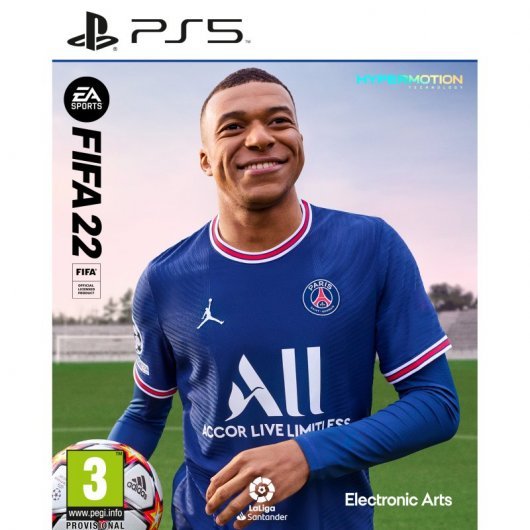 PS5
HYPERMOTION
TECHNOLOGY
EA
SPORTS
FIFA 22
FIFA
OFFICIAL
LICENSED
PRODUCT
PARIS
All
ACCOR LIVE LIMITLESS
3
www.pegi.info
PROVISIONAL
adidas
LaLiga
Santander
Electronic Arts